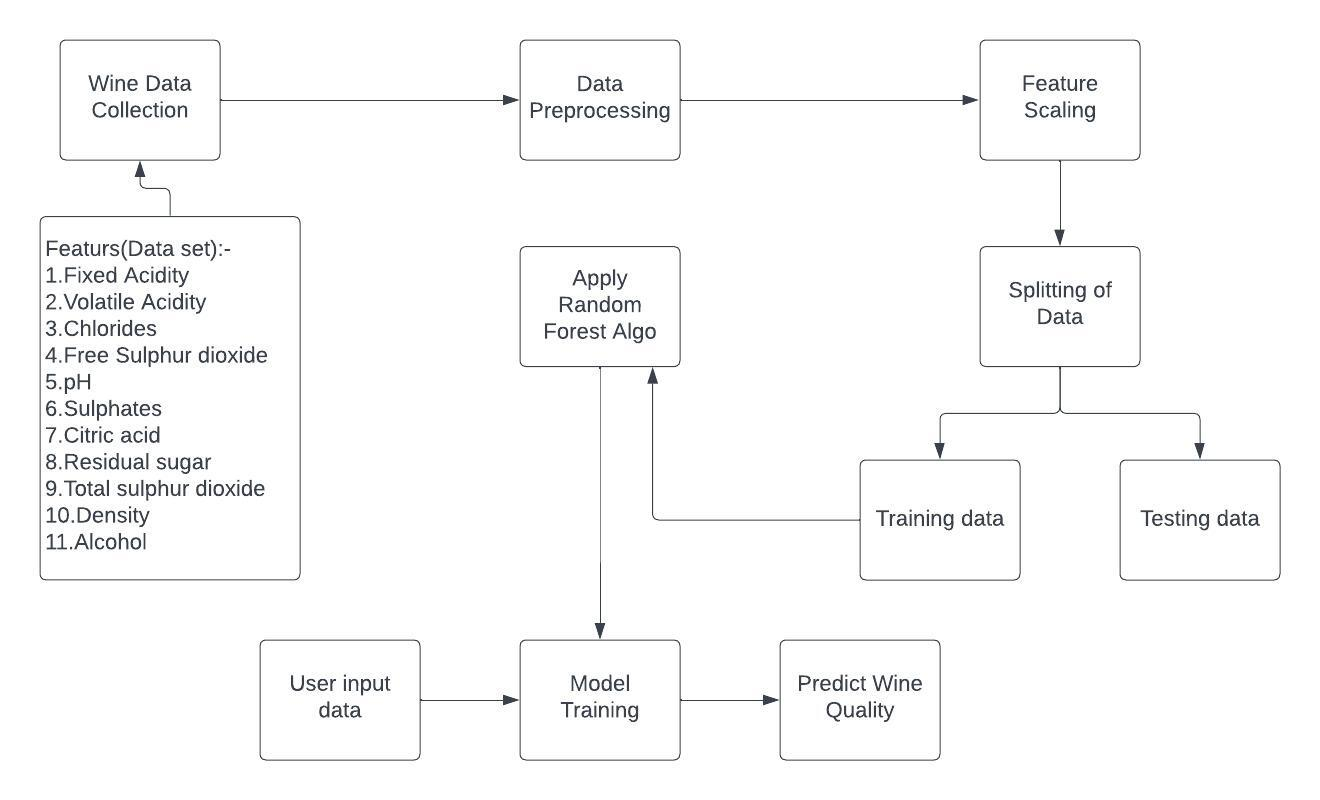 Wine Data
Collection
Data
Preprocessing
Feature
Scaling
Featurs(Data set):-
1.Fixed Acidity
2.Volatile Acidity
3.Chlorides
4.Free Sulphur dioxide
5.pH
6.Sulphates
7.Citric acid
8.Residual sugar
9.Total sulphur dioxide
10.Density
11.Alcohol
Apply
Random
Forest Algo
Splitting of
Data
Training data
Testing data
User input
data
Model
Training
Predict Wine
Quality